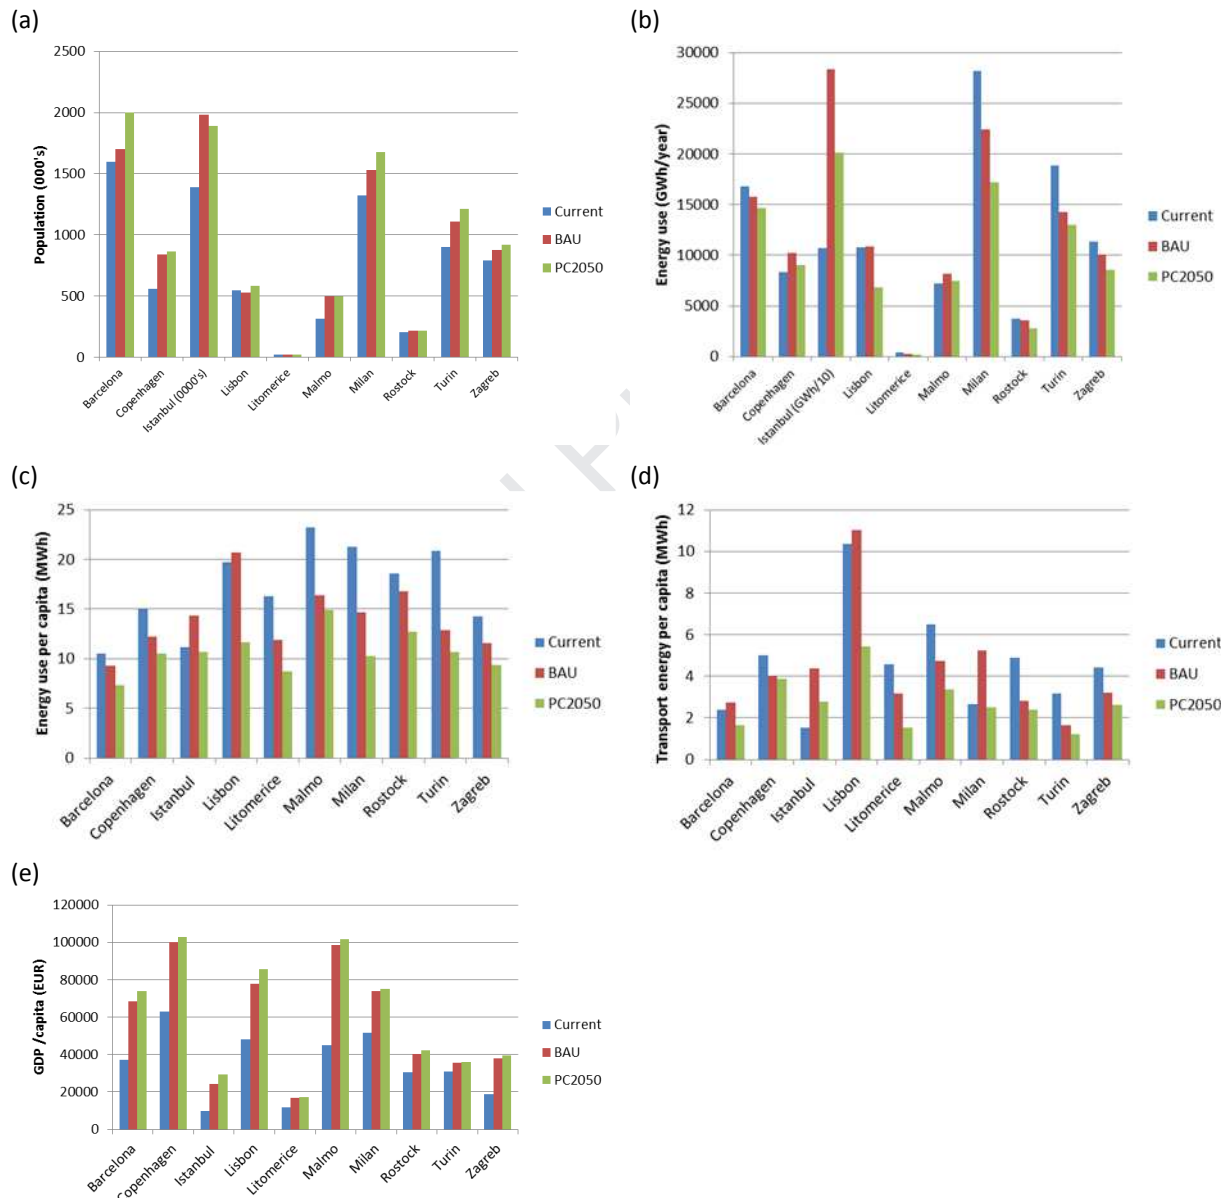 (a)
2500
2000
1500
1000
500
0
Population (000's)
Barcelona
Copenhagen
Istanbul (0000's)
Lisbon
Litomerice
Malmo
Milan
Rostock
Turin
Zagreb
Current
BAU
PC2050
(b)
30000
25000
20000
15000
10000
5000
0
Energy use (GWh/year)
Barcelona
Copenhagen
Istanbul (GWh/10)
Lisbon
Litomerice
Malmo
Milan
Rostock
Turin
Zagreb
Current
BAU
PC2050
(c)
25
20
15
10
5
0
Energy use per capita (MWh)
Barcelona
Copenhagen
Istanbul
Lisbon
Litomerice
Malmo
Milan
Rostock
Turin
Zagreb
Current
BAU
PC2050
(d)
12
10
8
6
4
2
0
Transport energy per capita (MWh)
Barcelona
Copenhagen
Istanbul
Lisbon
Litomerice
Malmo
Milan
Rostock
Turin
Zagreb
Current
BAU
PC2050
(e)
120000
100000
80000
60000
40000
20000
0
GDP /capita (EUR)
Barcelona
Copenhagen
Istanbul
Lisbon
Litomerice
Malmo
Milan
Rostock
Turin
Zagreb
Current
BAU
PC2050